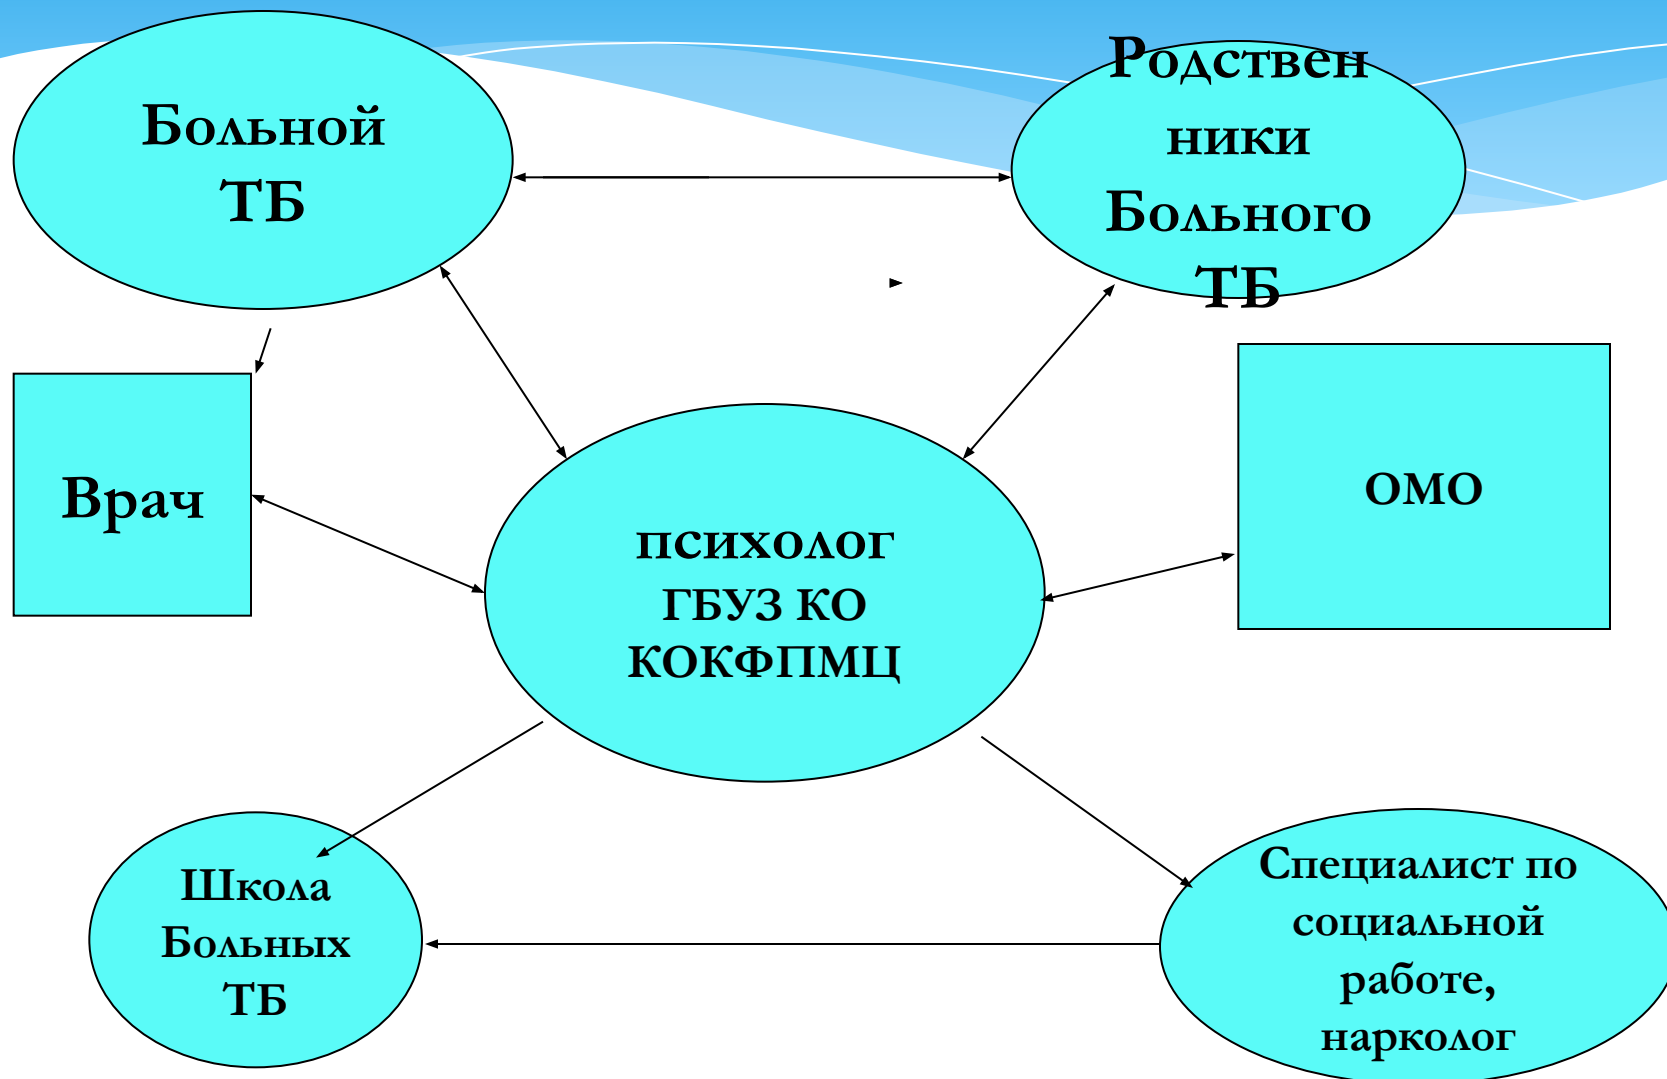 Больной
ТБ
Родствен
ники
Больного
ТБ
Врач
ОМО
психолог
ГБУЗ КО
КОКФПМЦ
Школа
Больных
ТБ
Специалист по
социальной
работе,
нарколог